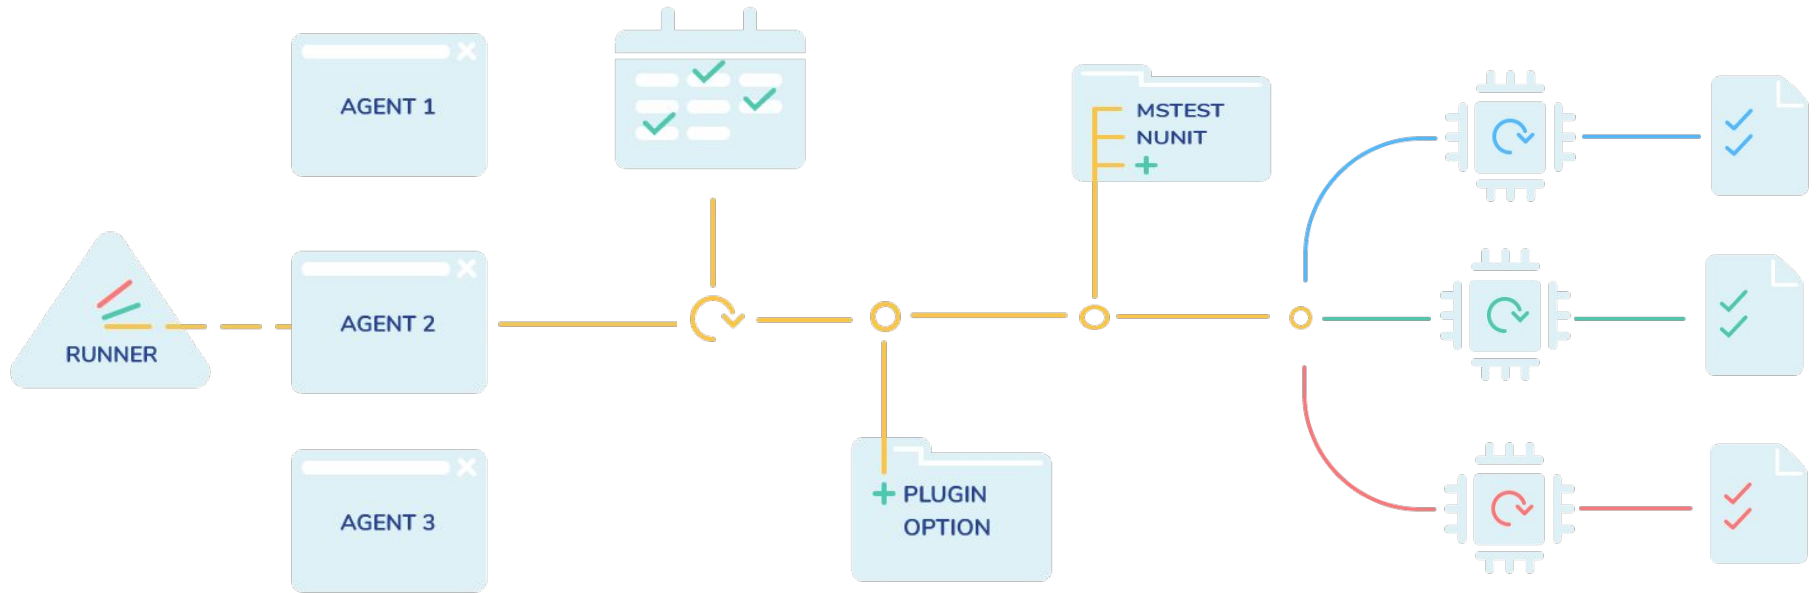 RUNNER
AGENT 1
AGENT 2
AGENT 3
PLUGIN
OPTION
MSTEST
NUNIT